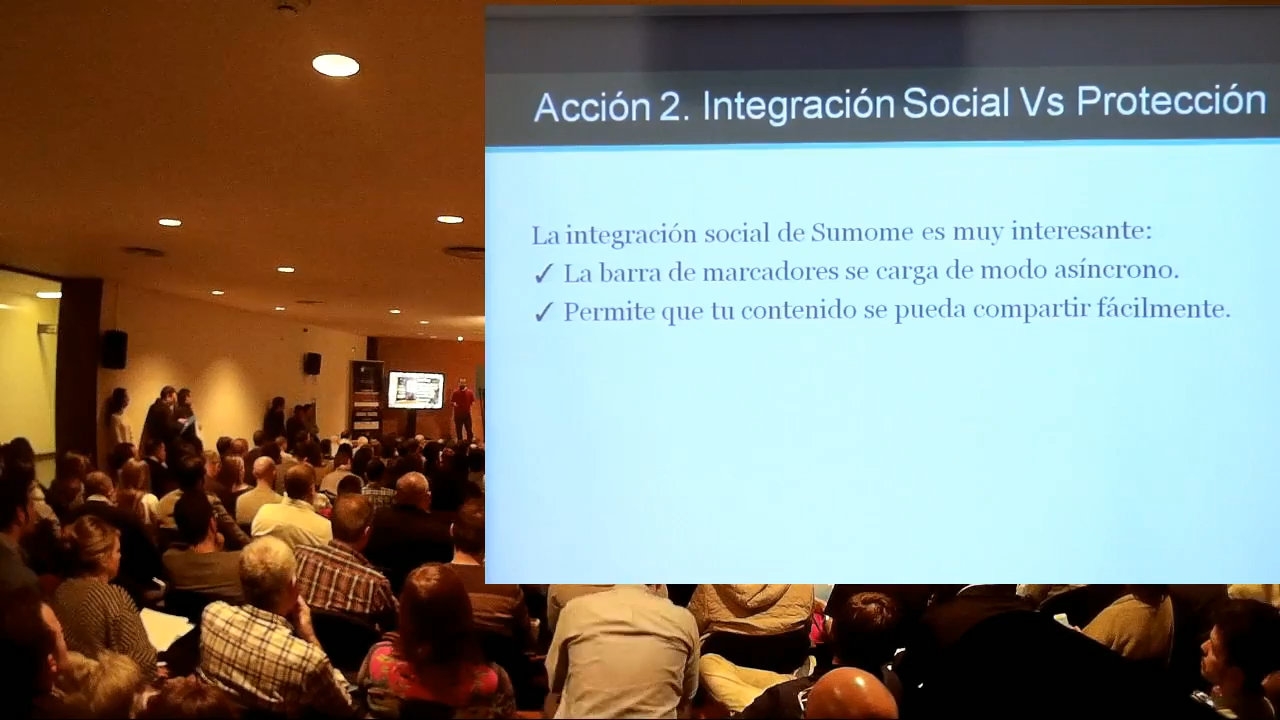 Acción 2. Integración Social Vs Protección
La integración social de Sumome es muy interesante:
✓ La barra de marcadores se carga de modo asíncrono.
✓ Permite que tu contenido se pueda compartir fácilmente.